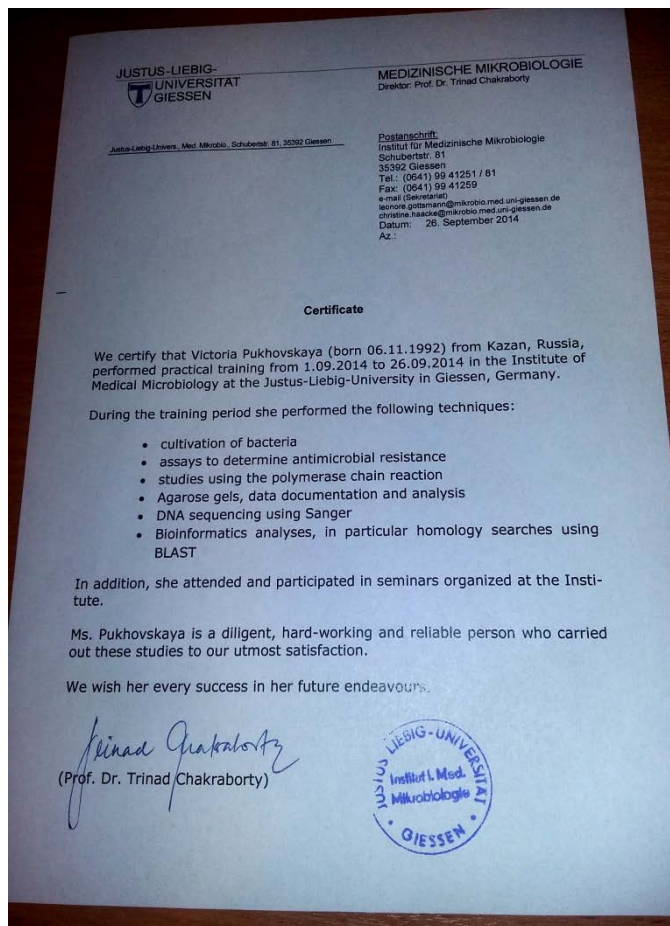 JUSTUS-LIEBIG-
UNIVERSITAT
GIESSEN
Justus-Liebig-Univers., Med. Mikrobio., Schubertstr. 81, 35392 Giessen
MEDIZINISCHE MIKROBIOLOGIE
Direktor: Prof. Dr. Trinad Chakraborty
Postanschrift:
Institut für Medizinische Mikrobiologie
Schubertstr. 81
35392 Giessen
Tel.: (0641) 99 41251 / 81
Fax: (0641) 99 41259
e-mail (Sekretariat)
leonore.gottsmann@mikrobio.med.uni-giessen.de
christine.haacke@mikrobio.med.uni-giessen.de
Datum: 26. September 2014
Az.:
Certificate
We certify that Victoria Pukhovskaya (born 06.11.1992) from Kazan, Russia,
performed practical training from 1.09.2014 to 26.09.2014 in the Institute of
Medical Microbiology at the Justus-Liebig-University in Giessen, Germany.
During the training period she performed the following techniques:
• cultivation of bacteria
• assays to determine antimicrobial resistance
• studies using the polymerase chain reaction
• Agarose gels, data documentation and analysis
• DNA sequencing using Sanger
• Bioinformatics analyses, in particular homology searches using
BLAST
In addition, she attended and participated in seminars organized at the Insti-
tute.
Ms. Pukhovskaya is a diligent, hard-working and reliable person who carried
out these studies to our utmost satisfaction.
We wish her every success in her future endeavours.
Trinad Chakraborty
(Prof. Dr. Trinad Chakraborty)
JUSTUS LIEBIG-UNIVERSITÄT
Institut f. Med.
Mikrobiologie
GIESSEN